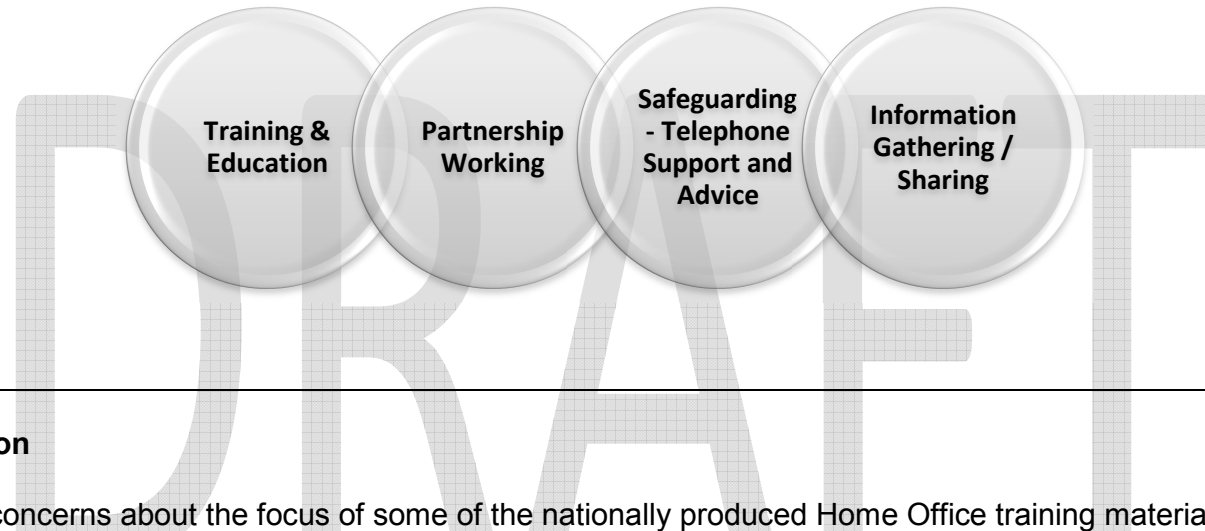 Training &
Education
Partnership
Working
Safeguarding
- Telephone
Support and
Advice
Information
Gathering /
Sharing
DRAFT
on
concerns about the focus of some of the nationally produced Home Office training